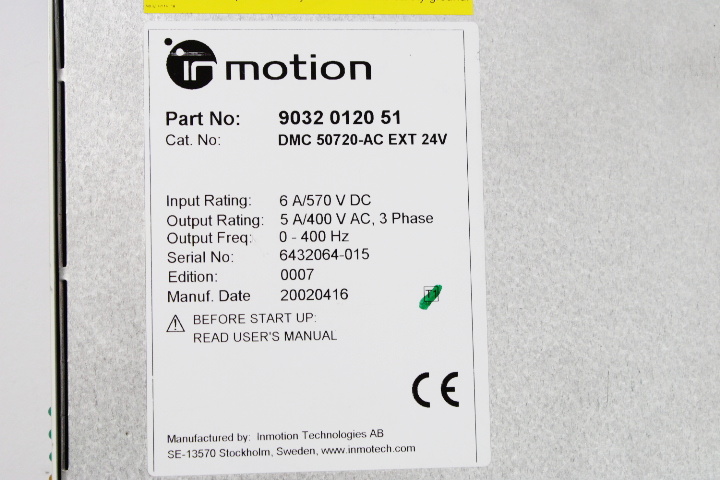 in motion
Part No: 9032 0120 51
Cat. No: DMC 50720-AC EXT 24V
Input Rating: 6 A/570 V DC
Output Rating: 5 A/400 V AC, 3 Phase
Output Freq: 0 - 400 Hz
Serial No: 6432064-015
Edition: 0007
Manuf. Date 20020416
BEFORE START UP:
READ USER'S MANUAL
CE
Manufactured by: Inmotion Technologies AB
SE-13570 Stockholm, Sweden, www.inmotech.com